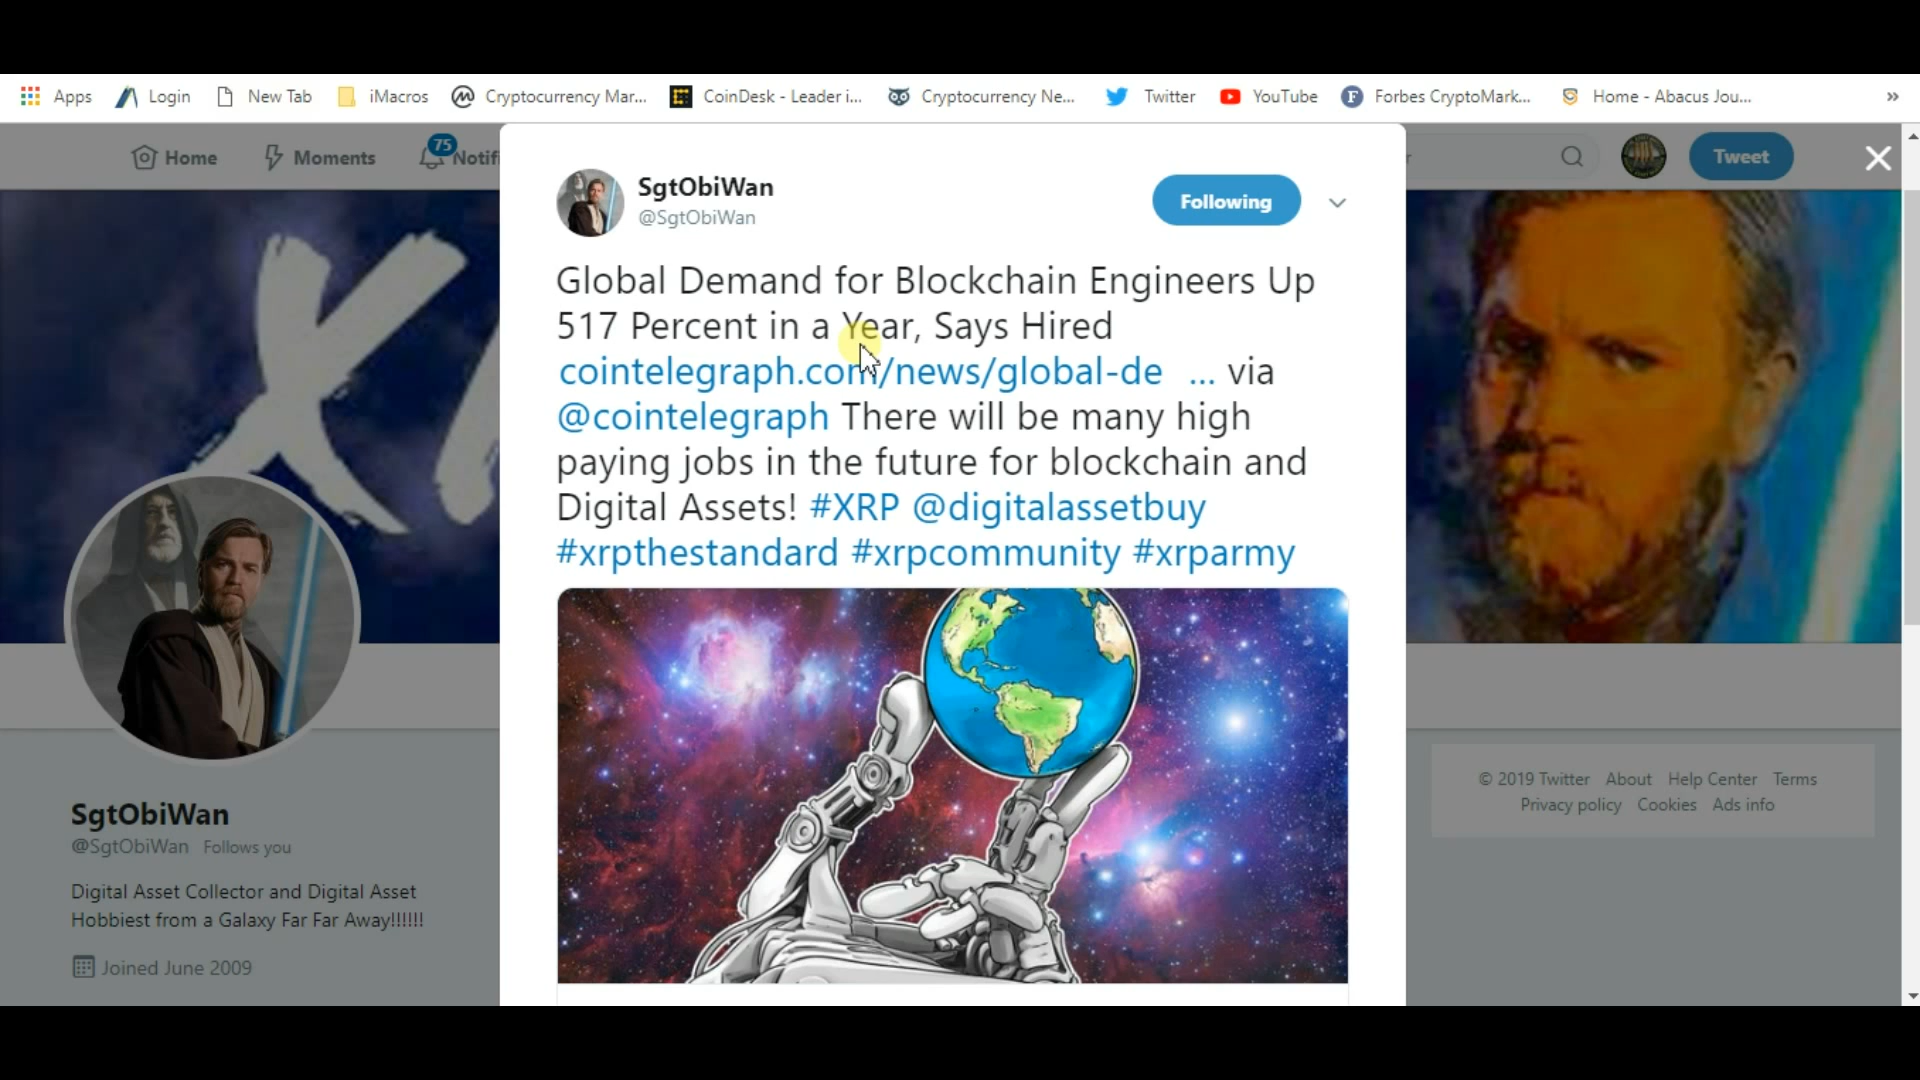 Apps Login New Tab iMacros Cryptocurrency Mar... CoinDesk - Leader i... Cryptocurrency Ne... Twitter YouTube Forbes CryptoMark... Home - Abacus Jou... »
Home Moments 75 Notifi Tweet
SgtObiWan
@SgtObiWan
Following
Global Demand for Blockchain Engineers Up
517 Percent in a Year, Says Hired
cointelegraph.com/news/global-de ... via
@cointelegraph There will be many high
paying jobs in the future for blockchain and
Digital Assets! #XRP @digitalassetbuy
#xrpthestandard #xrpcommunity #xrparmy
SgtObiWan
@SgtObiWan Follows you
Digital Asset Collector and Digital Asset
Hobbiest from a Galaxy Far Far Away!!!!!!
Joined June 2009
© 2019 Twitter About Help Center Terms
Privacy policy Cookies Ads info